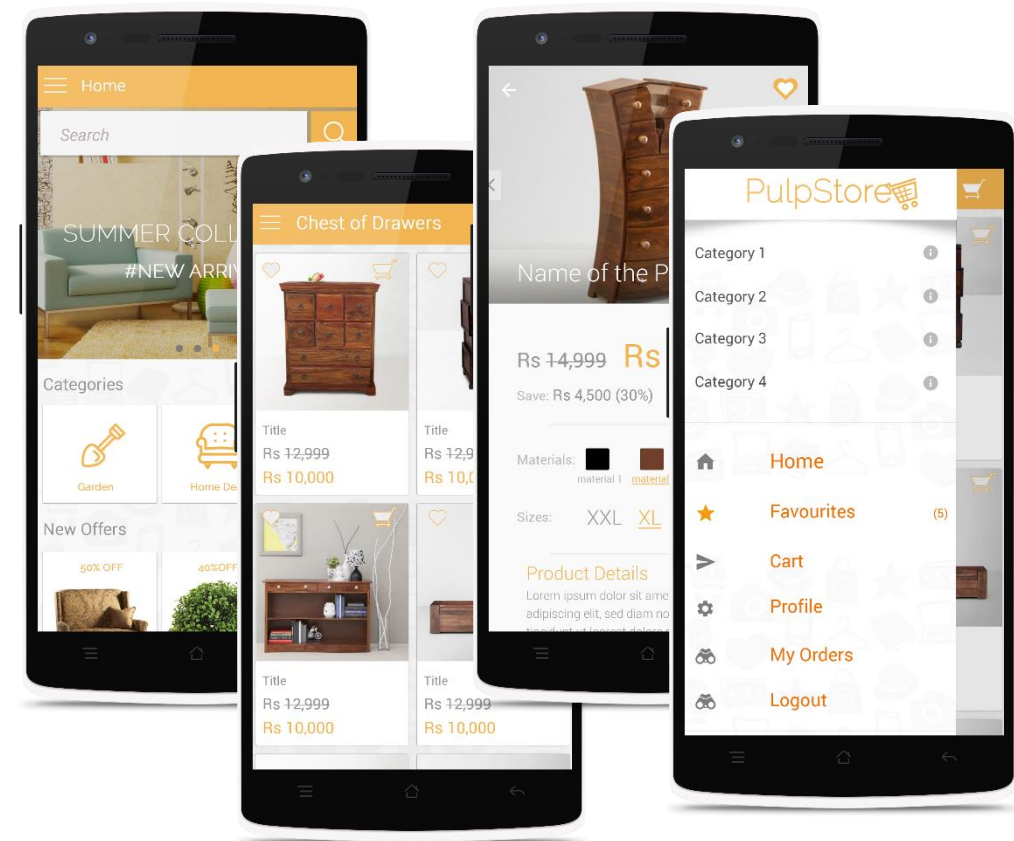 Home
Search
SUMMER COLL
#NEW ARRIV
Categories
Garden
Home De
New Offers
50% OFF
40%OFF
Chest of Drawers
Title
Rs 12,999
Rs 10,000
Title
Rs 12,9
Rs 10,0
Title
Rs 12,999
Rs 10,000
Title
Rs 12,999
Rs 10,000
Name of the P
Rs 14,999 Rs
Save: Rs 4,500 (30%)
Materials:
material 1
material
Sizes: XXL XL
Product Details
Lorem ipsum dolor sit ame
adipiscing elit, sed diam no
PulpStore
Category 1
Category 2
Category 3
Category 4
Home
Favourites (5)
Cart
Profile
My Orders
Logout